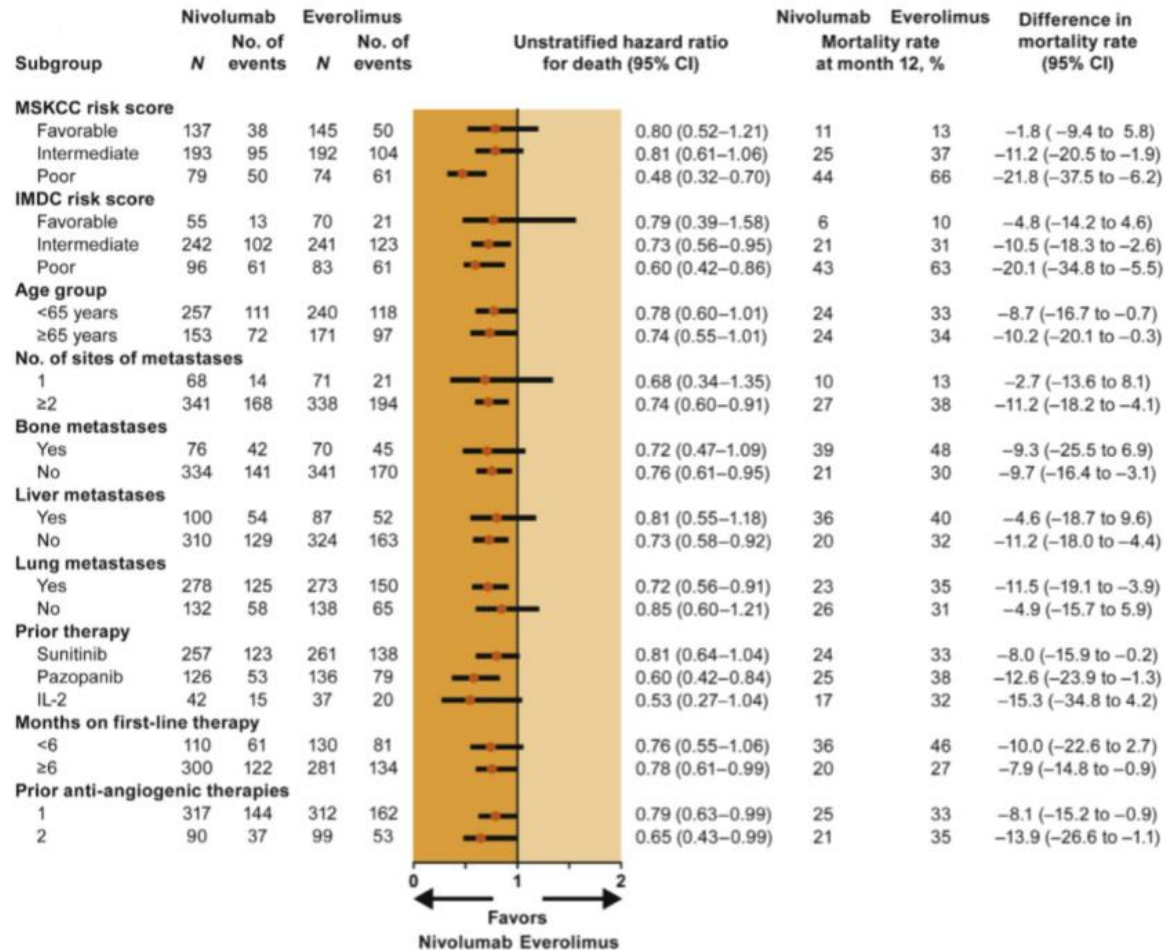 Nivolumab Everolimus Nivolumab Everolimus Difference in
No. of No. of Unstratified hazard ratio Mortality rate mortality rate
Subgroup N events N events for death (95% CI) at month 12, % (95% CI)
MSKCC risk score
Favorable 137 38 145 50 0.80 (0.52–1.21) 11 13 –1.8 ( –9.4 to 5.8)
Intermediate 193 95 192 104 0.81 (0.61–1.06) 25 37 –11.2 (–20.5 to –1.9)
Poor 79 50 74 61 0.48 (0.32–0.70) 44 66 –21.8 (–37.5 to –6.2)
IMDC risk score
Favorable 55 13 70 21 0.79 (0.39–1.58) 6 10 –4.8 (–14.2 to 4.6)
Intermediate 242 102 241 123 0.73 (0.56–0.95) 21 31 –10.5 (–18.3 to –2.6)
Poor 96 61 83 61 0.60 (0.42–0.86) 43 63 –20.1 (–34.8 to –5.5)
Age group
<65 years 257 111 240 118 0.78 (0.60–1.01) 24 33 –8.7 (–16.7 to –0.7)
≥65 years 153 72 171 97 0.74 (0.55–1.01) 24 34 –10.2 (–20.1 to –0.3)
No. of sites of metastases
1 68 14 71 21 0.68 (0.34–1.35) 10 13 –2.7 (–13.6 to 8.1)
≥2 341 168 338 194 0.74 (0.60–0.91) 27 38 –11.2 (–18.2 to –4.1)
Bone metastases
Yes 76 42 70 45 0.72 (0.47–1.09) 39 48 –9.3 (–25.5 to 6.9)
No 334 141 341 170 0.76 (0.61–0.95) 21 30 –9.7 (–16.4 to –3.1)
Liver metastases
Yes 100 54 87 52 0.81 (0.55–1.18) 36 40 –4.6 (–18.7 to 9.6)
No 310 129 324 163 0.73 (0.58–0.92) 20 32 –11.2 (–18.0 to –4.4)
Lung metastases
Yes 278 125 273 150 0.72 (0.56–0.91) 23 35 –11.5 (–19.1 to –3.9)
No 132 58 138 65 0.85 (0.60–1.21) 26 31 –4.9 (–15.7 to 5.9)
Prior therapy
Sunitinib 257 123 261 138 0.81 (0.64–1.04) 24 33 –8.0 (–15.9 to –0.2)
Pazopanib 126 53 136 79 0.60 (0.42–0.84) 25 38 –12.6 (–23.9 to –1.3)
IL-2 42 15 37 20 0.53 (0.27–1.04) 17 32 –15.3 (–34.8 to 4.2)
Months on first-line therapy
<6 110 61 130 81 0.76 (0.55–1.06) 36 46 –10.0 (–22.6 to 2.7)
≥6 300 122 281 134 0.78 (0.61–0.99) 20 27 –7.9 (–14.8 to –0.9)
Prior anti-angiogenic therapies
1 317 144 312 162 0.79 (0.63–0.99) 25 33 –8.1 (–15.2 to –0.9)
2 90 37 99 53 0.65 (0.43–0.99) 21 35 –13.9 (–26.6 to –1.1)
0 1 2
Favors
Nivolumab Everolimus